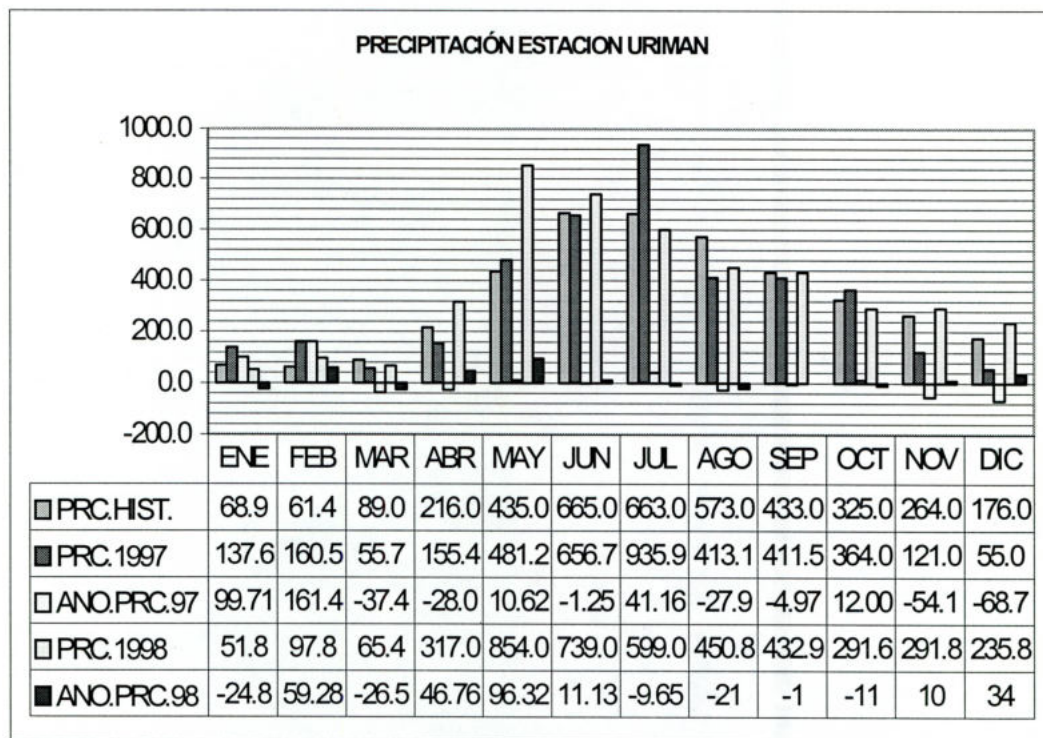 PRECIPITACIÓN ESTACION URIMAN
1000.0
800.0
600.0
400.0
200.0
0.0
-200.0
ENE FEB MAR ABR MAY JUN JUL AGO SEP OCT NOV DIC
PRC.HIST. 68.9 61.4 89.0 216.0 435.0 665.0 663.0 573.0 433.0 325.0 264.0 176.0
PRC.1997 137.6 160.5 55.7 155.4 481.2 656.7 935.9 413.1 411.5 364.0 121.0 55.0
ANO.PRC.97 99.71 161.4 -37.4 -28.0 10.62 -1.25 41.16 -27.9 -4.97 12.00 -54.1 -68.7
PRC.1998 51.8 97.8 65.4 317.0 854.0 739.0 599.0 450.8 432.9 291.6 291.8 235.8
ANO.PRC.98 -24.8 59.28 -26.5 46.76 96.32 11.13 -9.65 -21 -1 -11 10 34